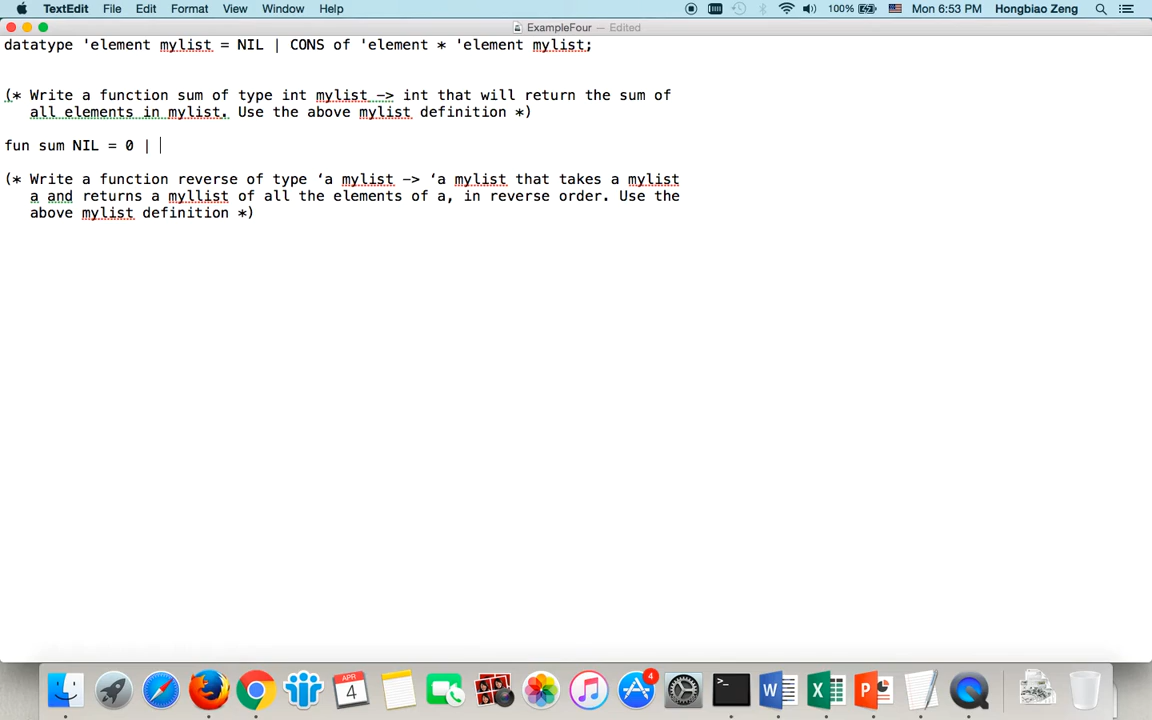 TextEdit File Edit Format View Window Help 100% Mon 6:53 PM Hongbiao Zeng
ExampleFour — Edited
datatype 'element mylist = NIL | CONS of 'element * 'element mylist;
(* Write a function sum of type int mylist -> int that will return the sum of
all elements in mylist. Use the above mylist definition *)
fun sum NIL = 0 |
(* Write a function reverse of type ‘a mylist -> ‘a mylist that takes a mylist
a and returns a myllist of all the elements of a, in reverse order. Use the
above mylist definition *)
APR
4
4